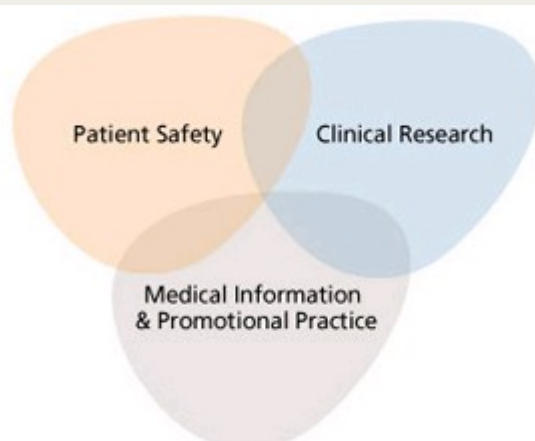 Patient Safety
Clinical Research
Medical Information
& Promotional Practice